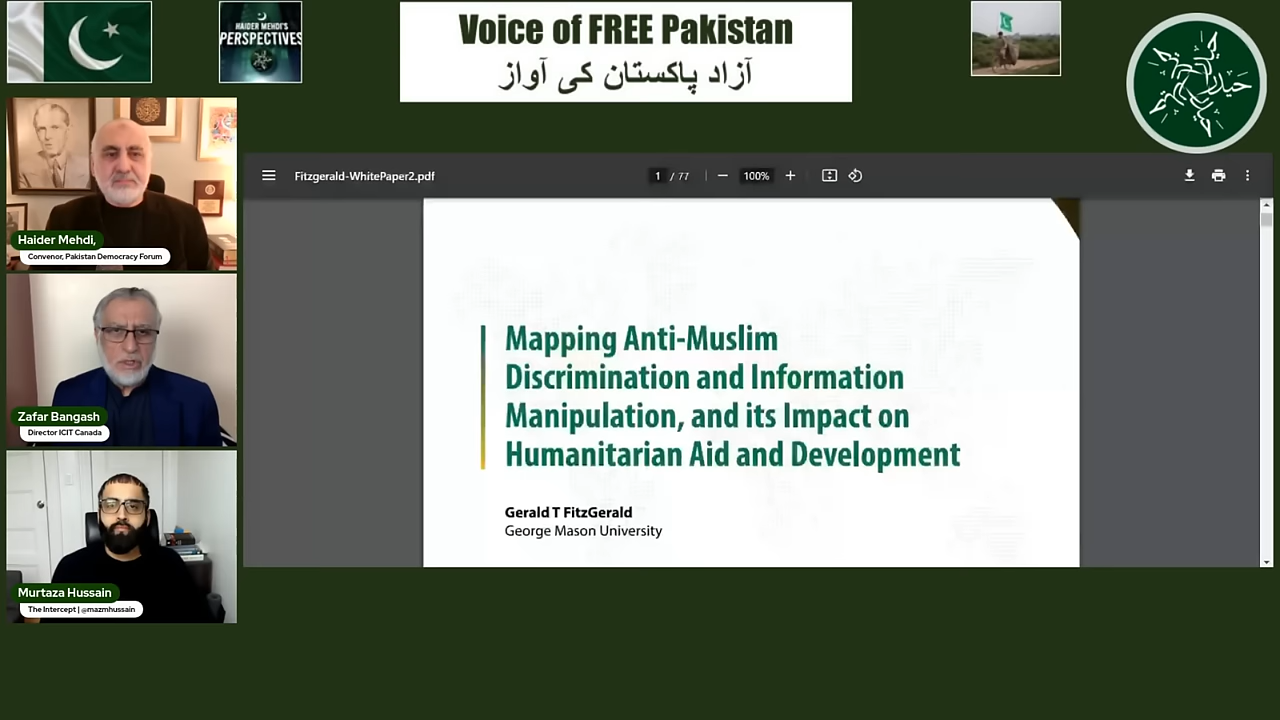 HAIDER MEHDI'S
PERSPECTIVES
Voice of FREE Pakistan
آزاد پاکستان کی آواز
حیدر
Haider Mehdi,
Convenor, Pakistan Democracy Forum
Zafar Bangash
Director ICIT Canada
Murtaza Hussain
The Intercept | @mazmhussain
Fitzgerald-WhitePaper2.pdf
1 / 77
100%
Mapping Anti-Muslim
Discrimination and Information
Manipulation, and its Impact on
Humanitarian Aid and Development
Gerald T FitzGerald
George Mason University